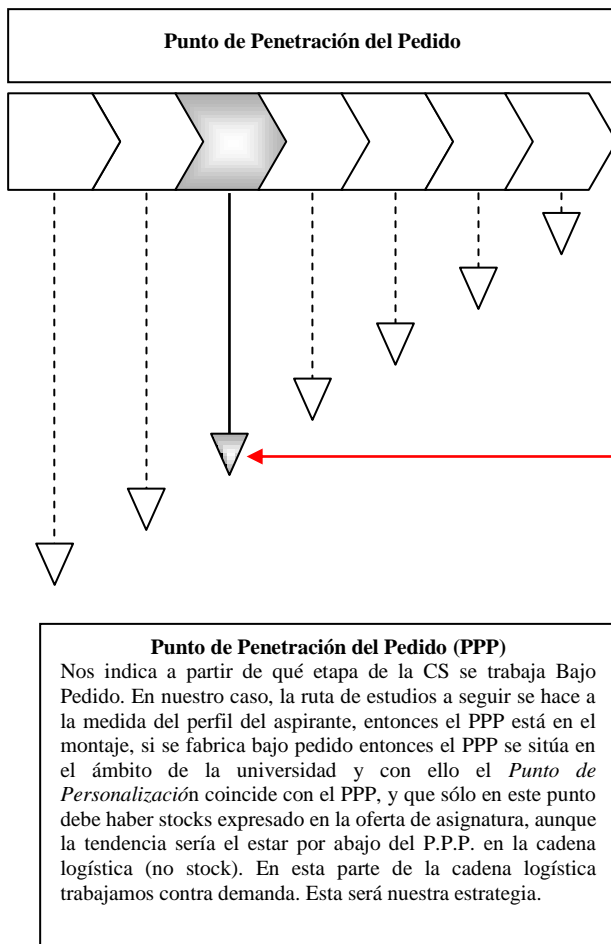 Punto de Penetración del Pedido
Punto de Penetración del Pedido (PPP)
Nos indica a partir de qué etapa de la CS se trabaja Bajo
Pedido. En nuestro caso, la ruta de estudios a seguir se hace a
la medida del perfil del aspirante, entonces el PPP está en el
montaje, si se fabrica bajo pedido entonces el PPP se sitúa en
el ámbito de la universidad y con ello el Punto de
Personalización coincide con el PPP, y que sólo en este punto
debe haber stocks expresado en la oferta de asignatura, aunque
la tendencia sería el estar por abajo del P.P.P. en la cadena
logística (no stock). En esta parte de la cadena logística
trabajamos contra demanda. Esta será nuestra estrategia.